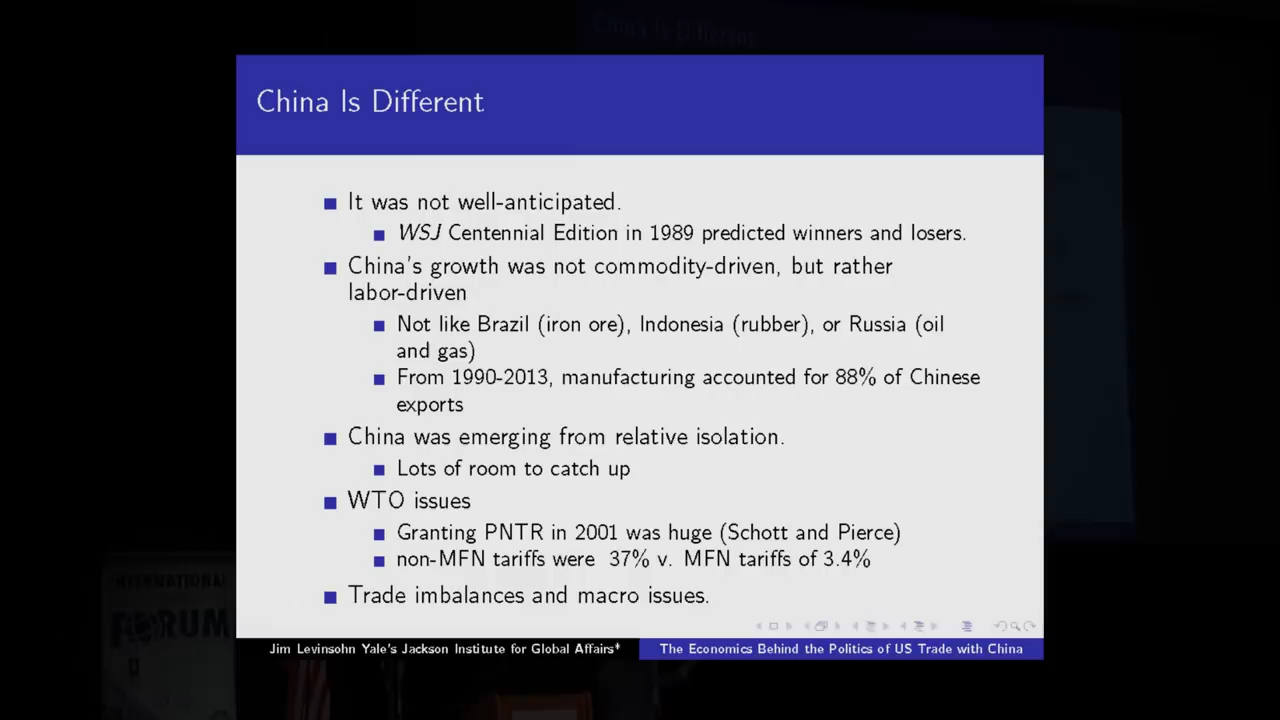 China Is Different
It was not well-anticipated.
WSJ Centennial Edition in 1989 predicted winners and losers.
China's growth was not commodity-driven, but rather
labor-driven
Not like Brazil (iron ore), Indonesia (rubber), or Russia (oil
and gas)
From 1990-2013, manufacturing accounted for 88% of Chinese
exports
China was emerging from relative isolation.
Lots of room to catch up
WTO issues
Granting PNTR in 2001 was huge (Schott and Pierce)
non-MFN tariffs were 37% v. MFN tariffs of 3.4%
Trade imbalances and macro issues.
Jim Levinsohn Yale's Jackson Institute for Global Affairs*
The Economics Behind the Politics of US Trade with China
China Is Different
INTERNATIONAL
FORUM